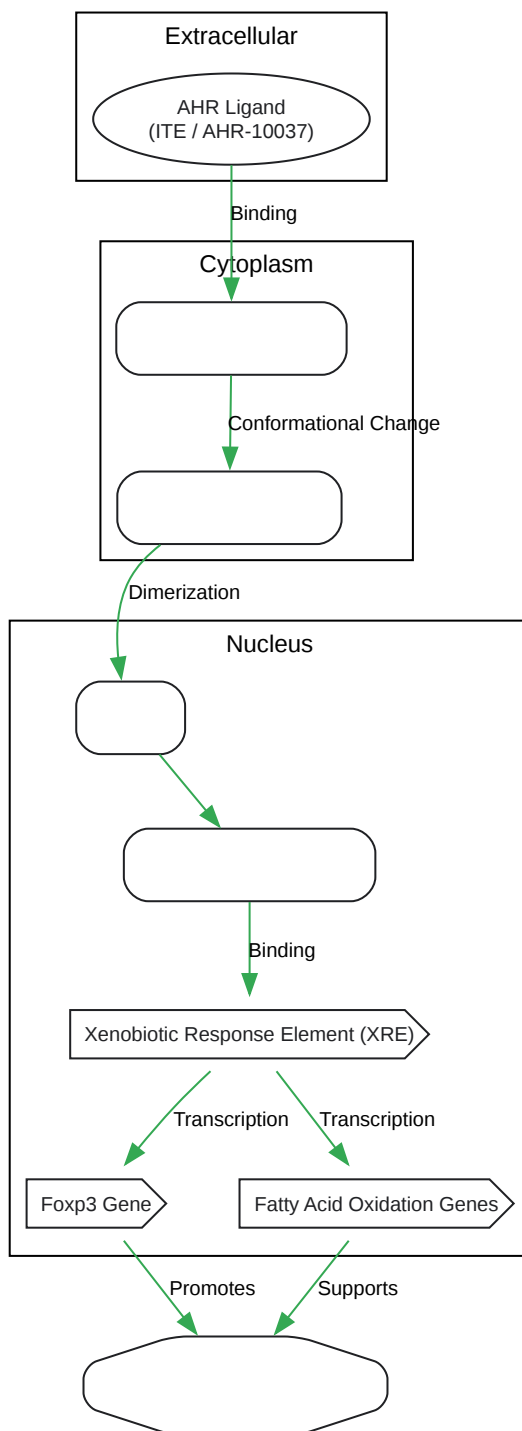 Extracellular
AHR Ligand
(ITE / AHR-10037)
Binding
Cytoplasm
Conformational Change
Dimerization
Nucleus
Binding
Xenobiotic Response Element (XRE)
Transcription
Transcription
Foxp3 Gene
Fatty Acid Oxidation Genes
Promotes
Supports